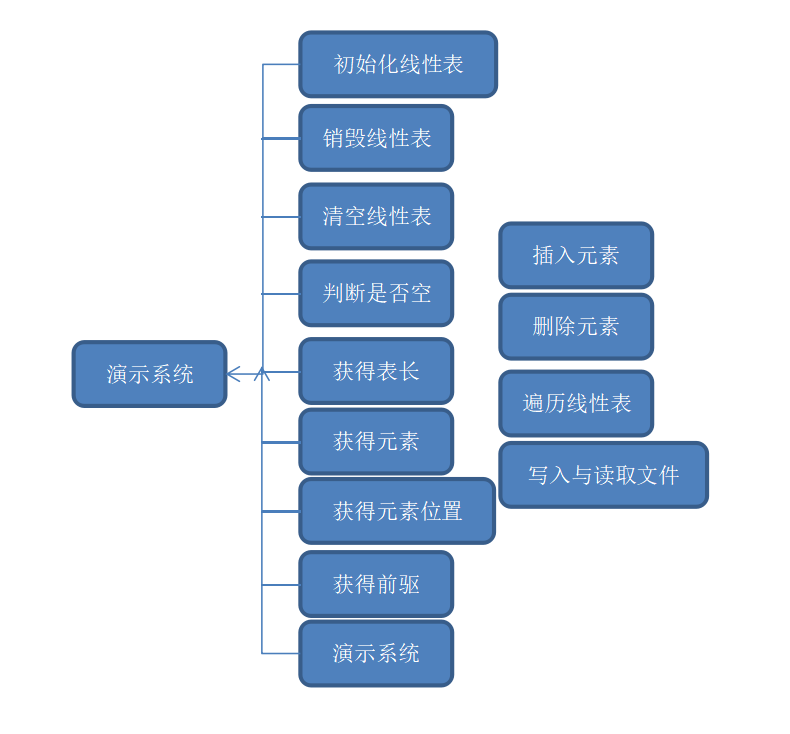 演示系统
初始化线性表
销毁线性表
清空线性表
判断是否空
获得表长
获得元素
获得元素位置
获得前驱
演示系统
插入元素
删除元素
遍历线性表
写入与读取文件